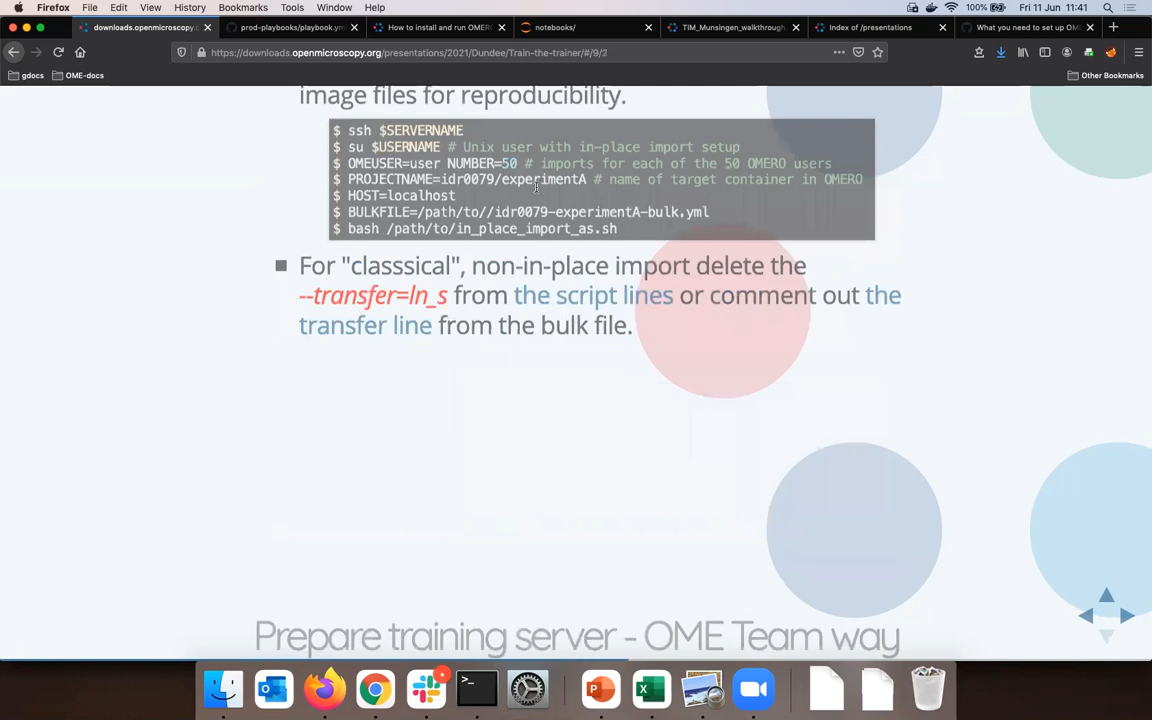 Firefox File Edit View History Bookmarks Tools Window Help
100% Fri 11 Jun 11:41
downloads.openmicroscopy.o
prod-playbooks/playbook.ym
How to install and run OMERO
notebooks/
TIM_Munsingen_walkthrough
Index of /presentations
What you need to set up OME
https://downloads.openmicroscopy.org/presentations/2021/Dundee/Train-the-trainer/#/9/2
gdocs OME-docs Other Bookmarks
image files for reproducibility.
$ ssh $SERVERNAME
$ su $USERNAME # Unix user with in-place import setup
$ OMEUSER=user NUMBER=50 # imports for each of the 50 OMERO users
$ PROJECTNAME=idr0079/experimentA # name of target container in OMERO
$ HOST=localhost
$ BULKFILE=/path/to//idr0079-experimentA-bulk.yml
$ bash /path/to/in_place_import_as.sh
For "classsical", non-in-place import delete the
--transfer=ln_s from the script lines or comment out the
transfer line from the bulk file.
Prepare training server - OME Team way